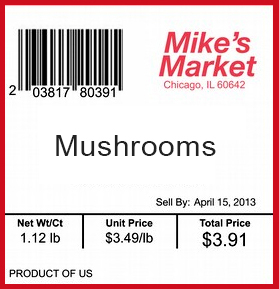 Mike's
Market
Chicago, IL 60642
2 03817 80391
Mushrooms
Sell By: April 15, 2013
Net Wt/Ct Unit Price Total Price
1.12 lb $3.49/lb $3.91
PRODUCT OF US